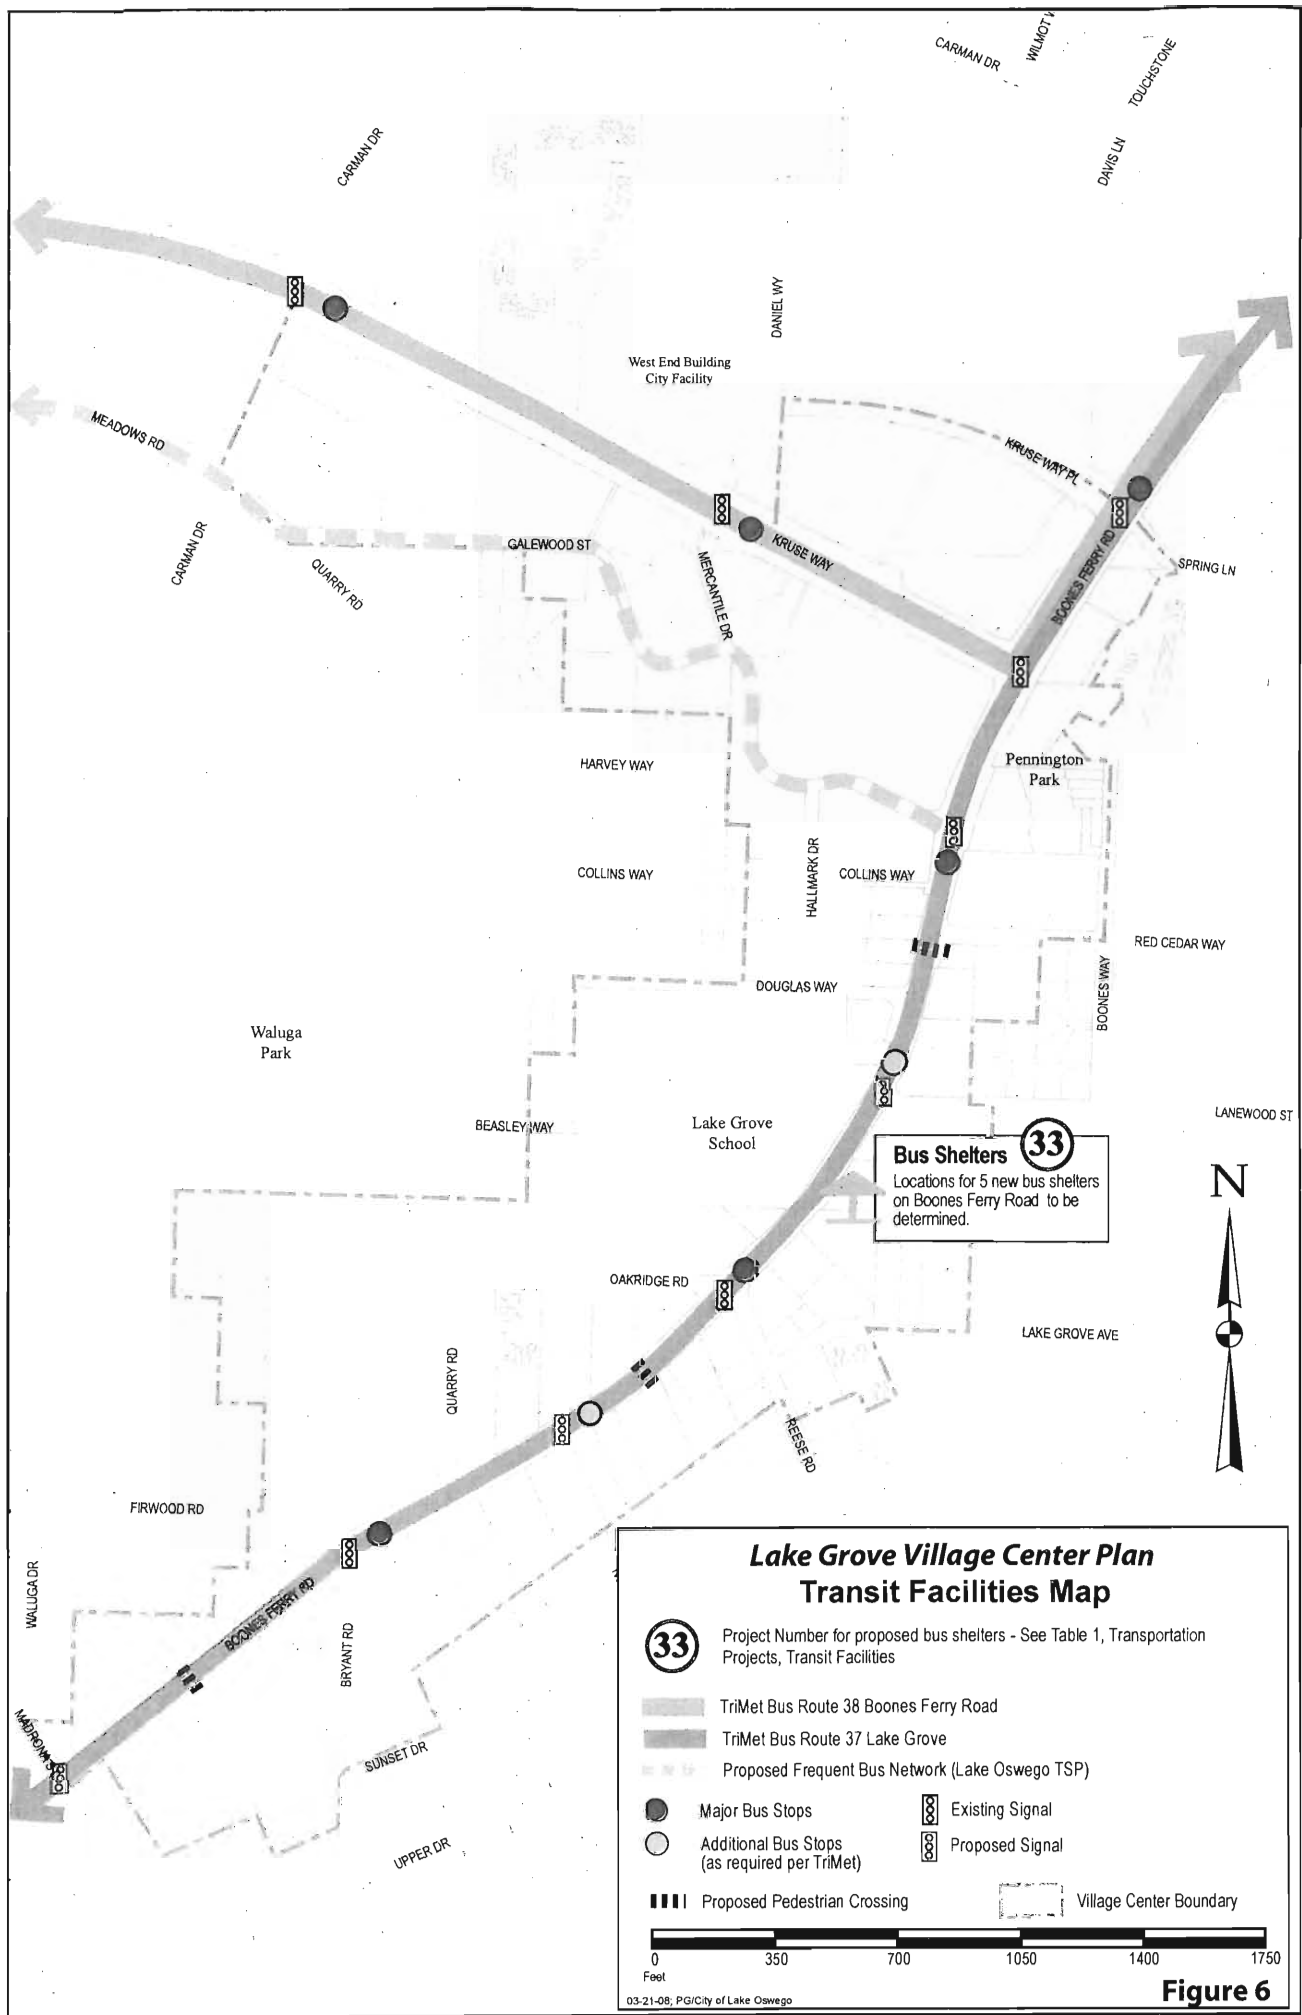 CARMAN DR
WILMOT
TOUCHSTONE
CARMAN DR
DAVIS LN
DANIEL WY
West End Building
City Facility
MEADOWS RD
KRUSE WAY PL
CARMAN DR
QUARRY RD
GALEWOOD ST
MERCANTILE DR
KRUSE WAY
BOONES FERRY RD
SPRING LN
HARVEY WAY
Pennington
Park
COLLINS WAY
HALLMARK DR
COLLINS WAY
RED CEDAR WAY
DOUGLAS WAY
BOONES WAY
Waluga
Park
BEASLEY WAY
Lake Grove
School
LANEWOOD ST
Bus Shelters 33
Locations for 5 new bus shelters
on Boones Ferry Road to be
determined.
N
OAKRIDGE RD
LAKE GROVE AVE
QUARRY RD
REESE RD
FIRWOOD RD
WALUGA DR
BOONES FERRY RD
BRYANT RD
SUNSET DR
UPPER DR
Lake Grove Village Center Plan
Transit Facilities Map
33 Project Number for proposed bus shelters - See Table 1, Transportation
Projects, Transit Facilities
TriMet Bus Route 38 Boones Ferry Road
TriMet Bus Route 37 Lake Grove
Proposed Frequent Bus Network (Lake Oswego TSP)
Major Bus Stops
Existing Signal
Additional Bus Stops
(as required per TriMet)
Proposed Signal
Proposed Pedestrian Crossing
Village Center Boundary
0 350 700 1050 1400 1750
Feet
03-21-08; PG/City of Lake Oswego
Figure 6